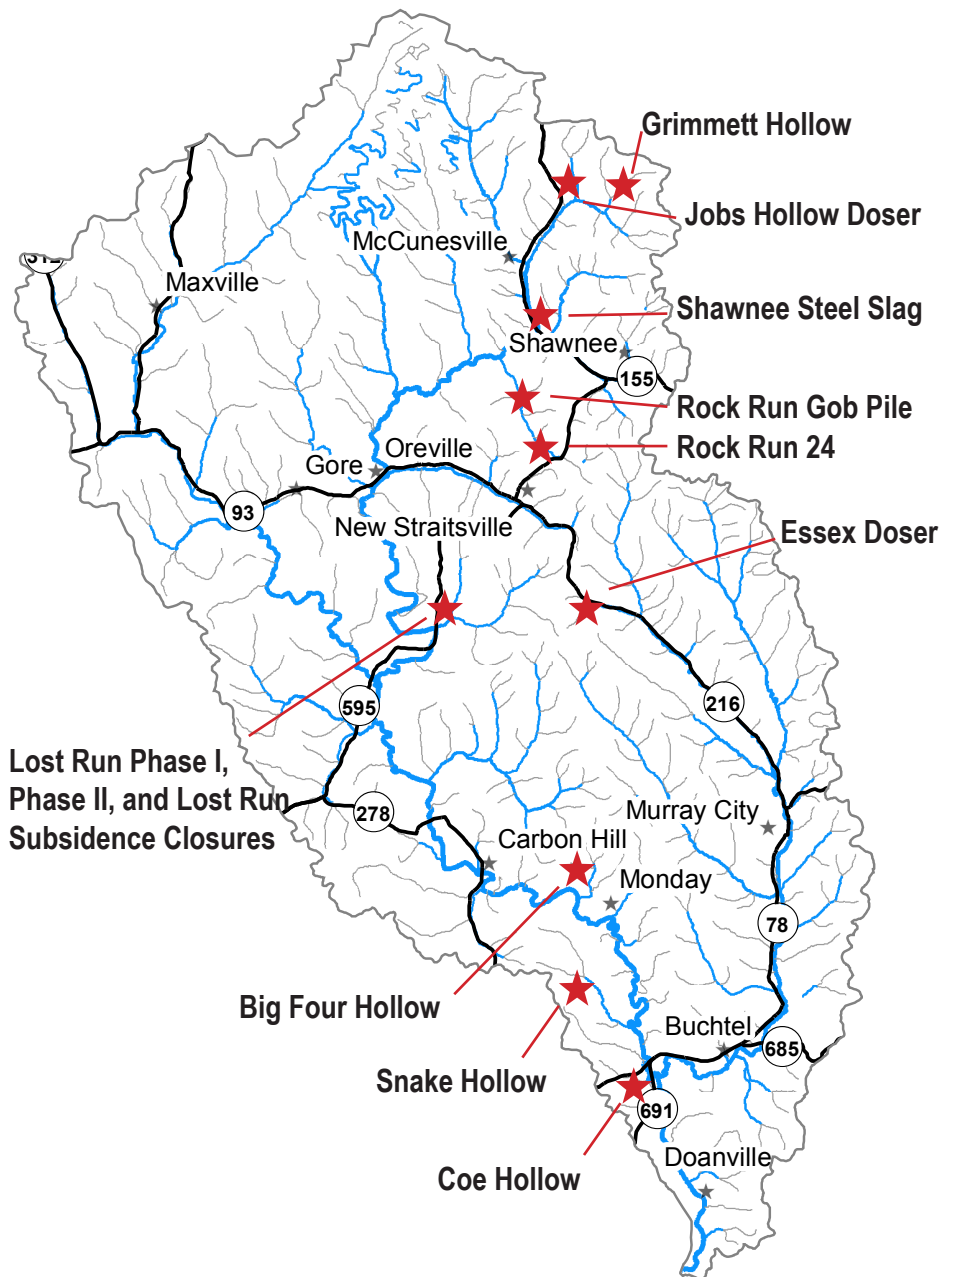 Grimmett Hollow
Jobs Hollow Doser
McCunesville
Maxville
Shawnee Steel Slag
Shawnee
155
Rock Run Gob Pile
Oreville
Rock Run 24
Gore
93
New Straitsville
Essex Doser
595
216
Lost Run Phase I,
Phase II, and Lost Run
Subsidence Closures
278
Murray City
Carbon Hill
Monday
78
Big Four Hollow
Buchtel
685
Snake Hollow
691
Doanville
Coe Hollow